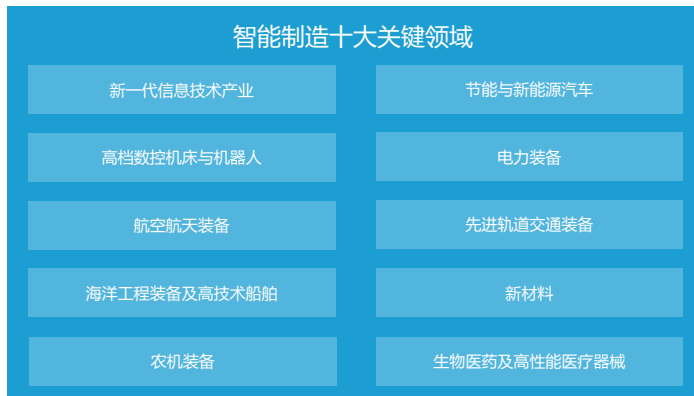 智能制造十大关键领域
新一代信息技术产业
节能与新能源汽车
高档数控机床与机器人
电力装备
航空航天装备
先进轨道交通装备
海洋工程装备及高技术船舶
新材料
农机装备
生物医药及高性能医疗器械